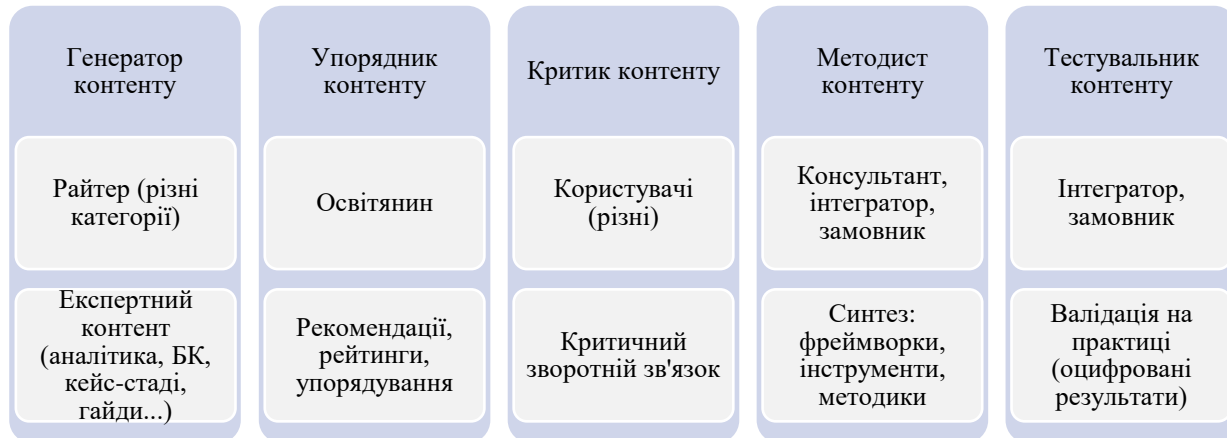 Генератор
контенту
Райтер (різні
категорії)
Експертний
контент
(аналітика, БК,
кейс-стаді,
гайди...)
Упорядник
контенту
Освітянин
Рекомендації,
рейтинги,
упорядування
Критик контенту
Користувачі
(різні)
Критичний
зворотній зв'язок
Методист
контенту
Консультант,
інтегратор,
замовник
Синтез:
фреймворки,
інструменти,
методики
Тестувальник
контенту
Інтегратор,
замовник
Валідація на
практиці
(оцифровані
результати)